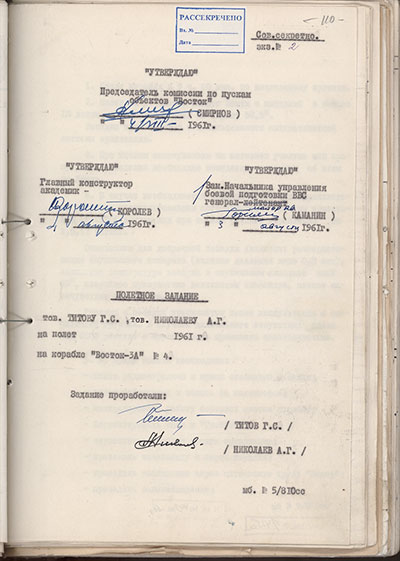 РАССЕКРЕЧЕНО
Вх. №
Дата
- 110 -
Сов.секретно.
экз.№ 2
"УТВЕРЖДАЮ"
Председатель комиссии по пускам
объектов "Восток"
( СМИРНОВ )
1961г.
"УТВЕРЖДАЮ"
Главный конструктор
академик -
( КОРОЛЕВ )
" " августа 1961г.
"УТВЕРЖДАЮ"
Зам.Начальника управления
боевой подготовки ВВС
генерал-лейтенант
( КАМАНИН )
" 3 " августа 1961г.
ПОЛЕТНОЕ ЗАДАНИЕ
тов. ТИТОВУ Г.С. ,тов. НИКОЛАЕВУ А.Г.
на полет 1961 г.
на корабле "Восток-3А" № 4.
Задание проработали:
/ ТИТОВ Г.С. /
/ НИКОЛАЕВ А.Г. /
мб. № 5/810сс